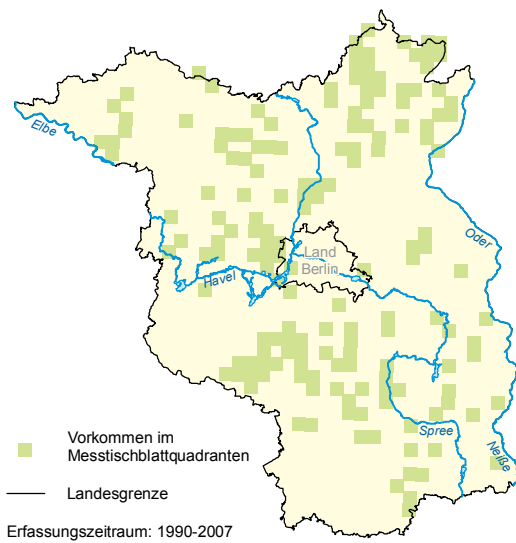 Elbe
Oder
Land
Berlin
Havel
Spree
Neiße
Vorkommen im
Messtischblattquadranten
Landesgrenze
Erfassungszeitraum: 1990-2007